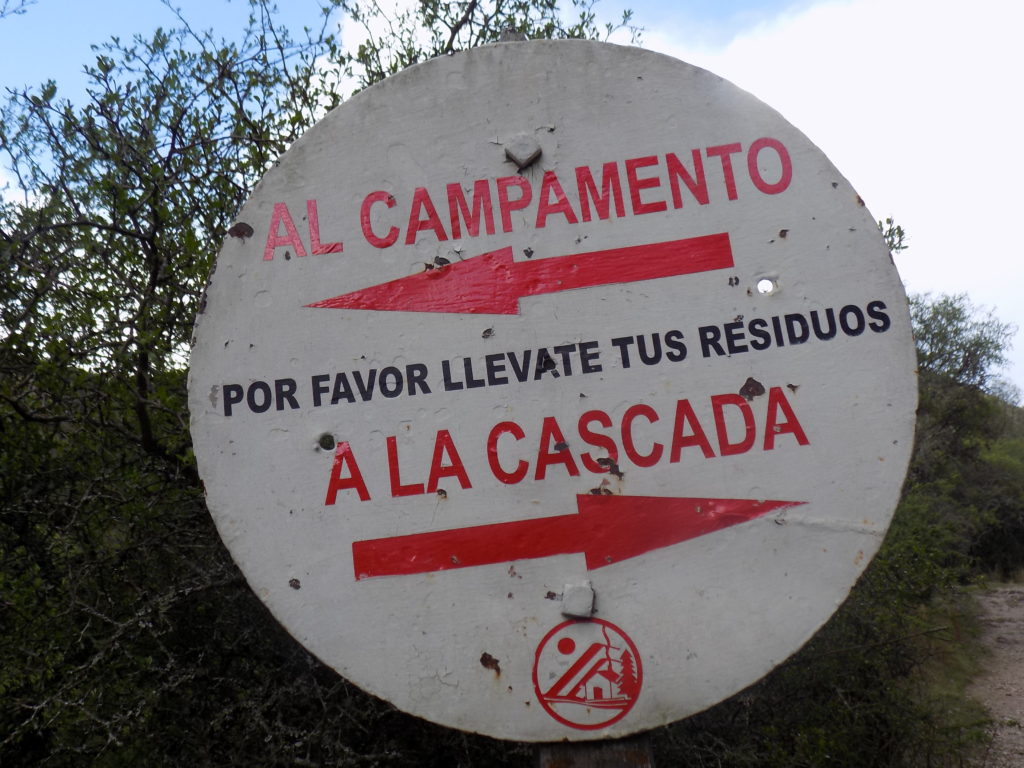 AL CAMPAMENTO
POR FAVOR LLEVATE TUS RESIDUOS
A LA CASCADA